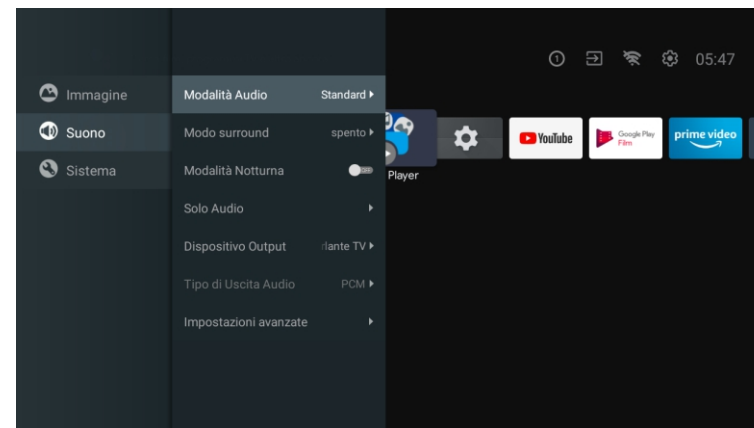 05:47
Immagine
Suono
Sistema
Modalità Audio Standard
Modo surround spento
Modalità Notturna
Solo Audio
Dispositivo Output rlante TV
Tipo di Uscita Audio PCM
Impostazioni avanzate
Player
YouTube
Google Play
Film
prime video